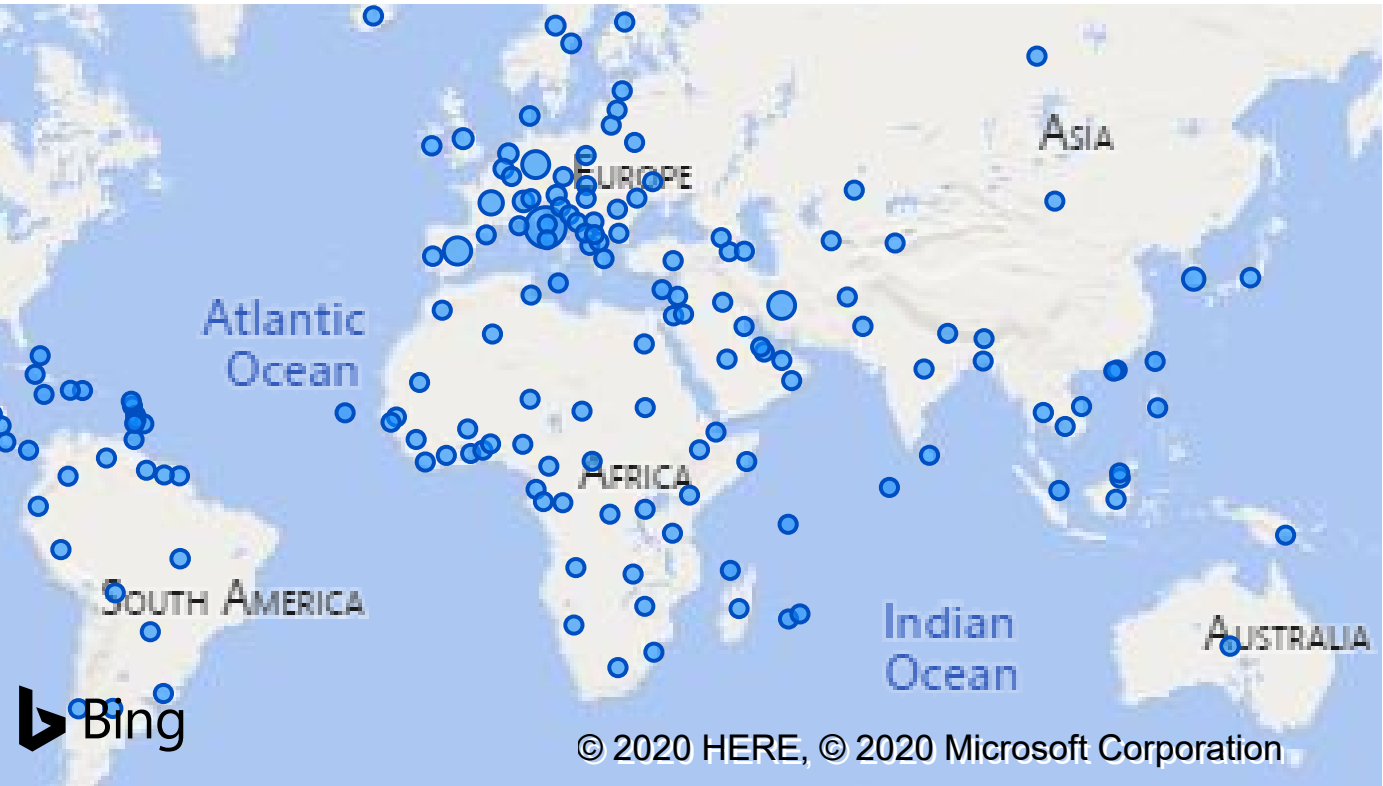 ASIA
EUROPE
Atlantic
Ocean
AFRICA
SOUTH AMERICA
Indian
Ocean
AUSTRALIA
Bing
© 2020 HERE, © 2020 Microsoft Corporation